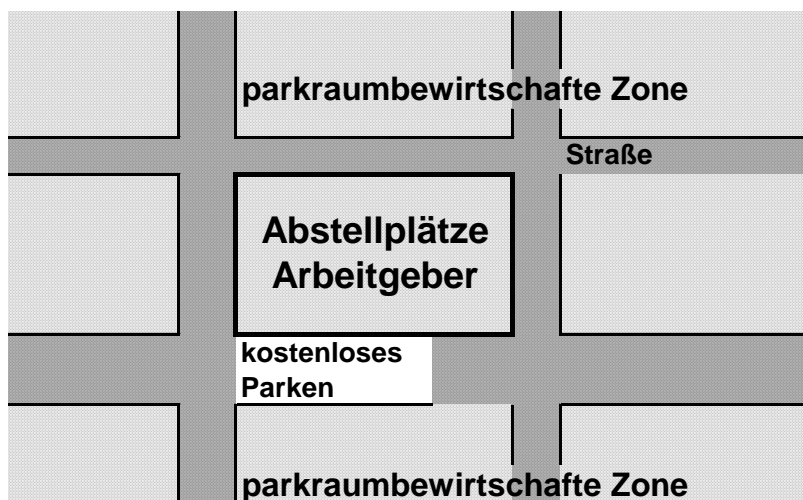 parkraumbewirtschafte Zone
Straße
Abstellplätze
Arbeitgeber
kostenloses
Parken
parkraumbewirtschafte Zone